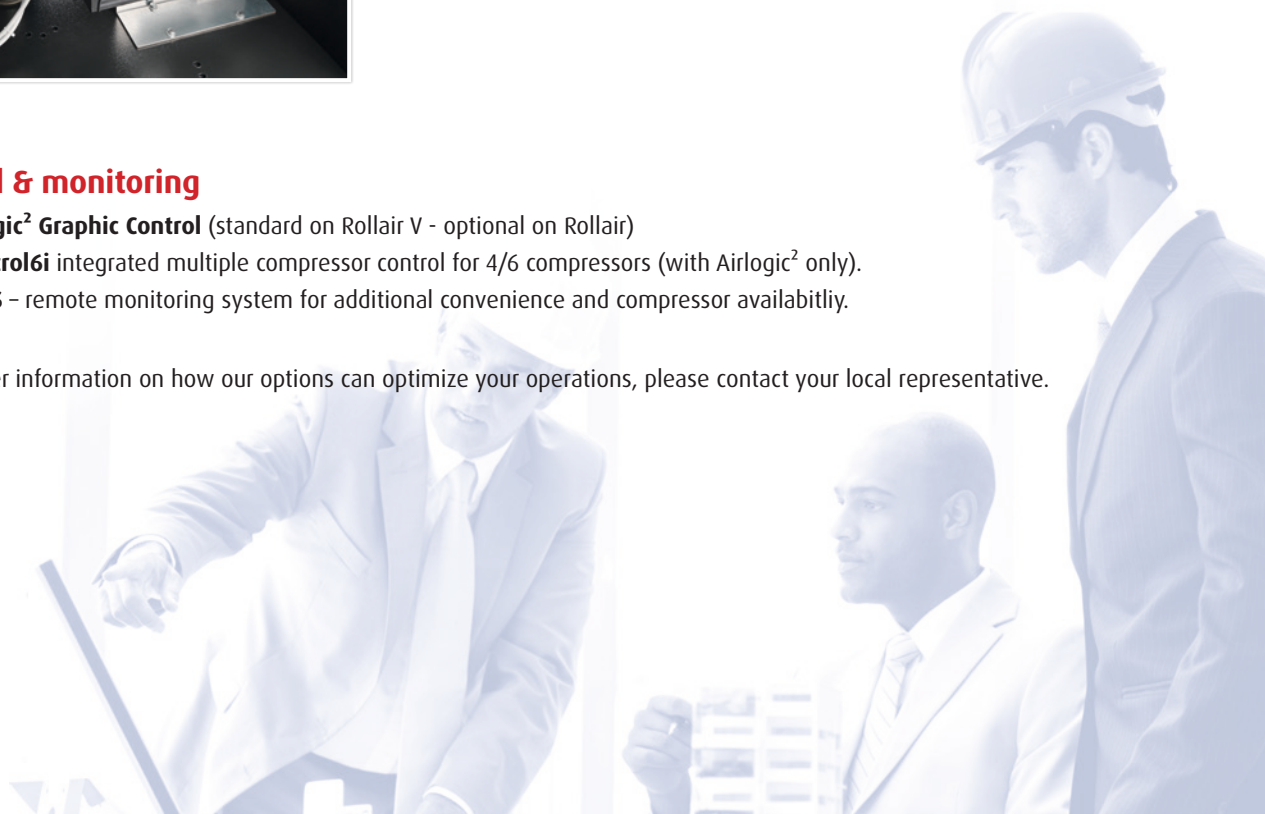 l & monitoring
gic² Graphic Control (standard on Rollair V - optional on Rollair)
rol6i integrated multiple compressor control for 4/6 compressors (with Airlogic² only).
S – remote monitoring system for additional convenience and compressor availabitliy.
er information on how our options can optimize your operations, please contact your local representative.